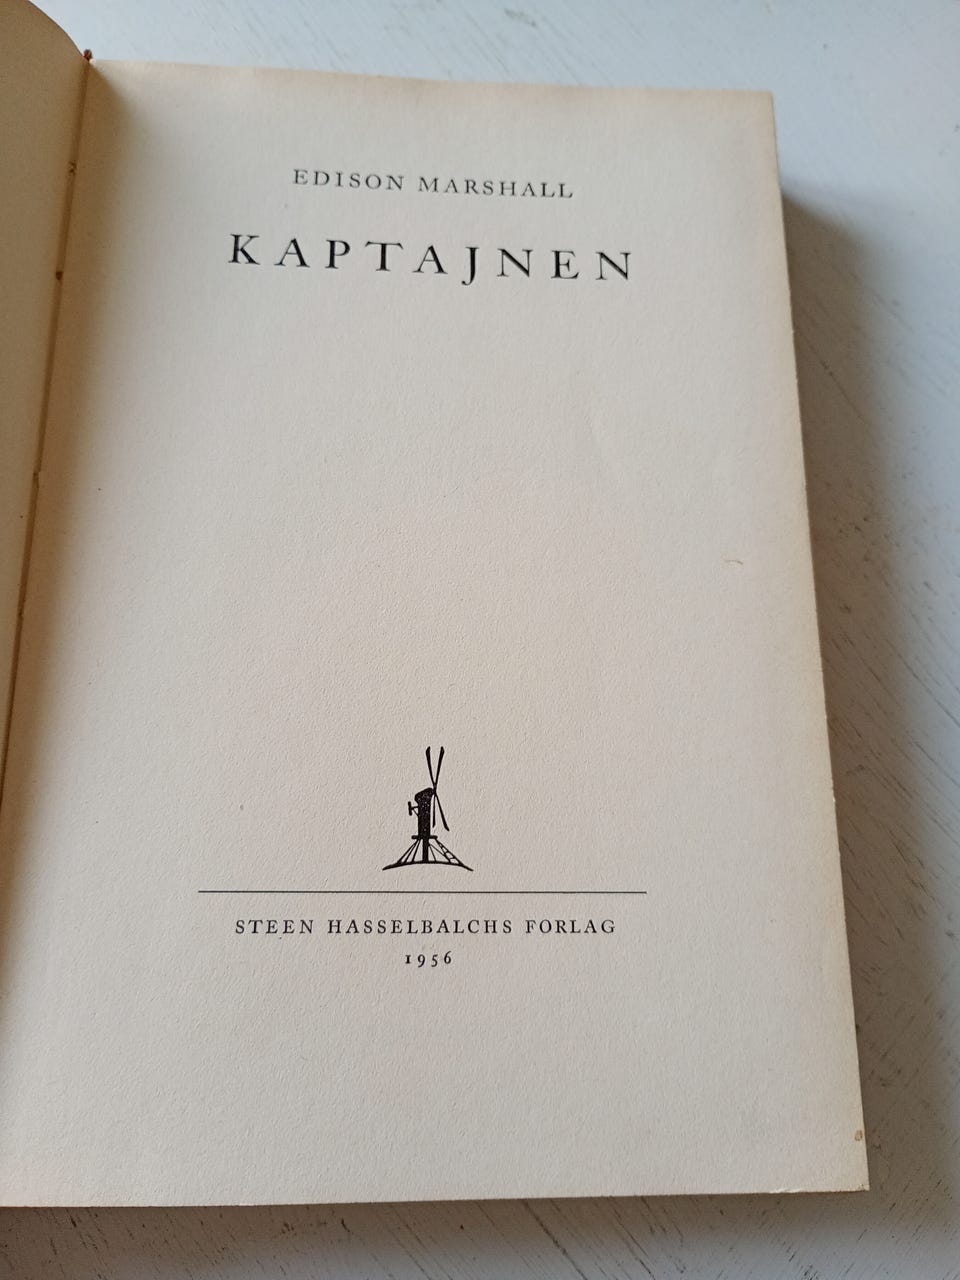 EDISON MARSHALL
KAPTAJNEN
STEEN HASSELBALCHS FORLAG
1956